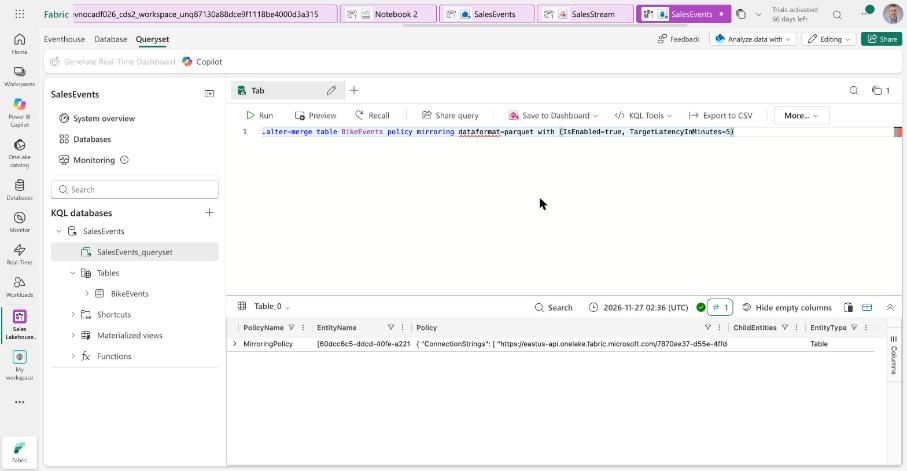 Fabric
vnocadf026_cds2_workspace_unq87130a88dce9f1118be4000d3a315
Notebook 2
SalesEvents
SalesStream
SalesEvents
Trials activated:
66 days left
Home
Workspaces
Power BI
Copilot
OneLake
catalog
Databases
Monitor
Real-Time
Workloads
Sales
Lakehouse...
My
workspace
Fabric
Eventhouse
Database
Queryset
Feedback
Analyze data with
Editing
Share
Generate Real-Time Dashboard
Copilot
SalesEvents
System overview
Databases
Monitoring
Search
KQL databases
SalesEvents
SalesEvents_queryset
Tables
BikeEvents
Shortcuts
Materialized views
Functions
Tab
1
Run
Preview
Recall
Share query
Save to Dashboard
KQL Tools
Export to CSV
More...
1 .alter-merge table BikeEvents policy mirroring dataformat=parquet with (IsEnabled=true, TargetLatencyInMinutes=5)
Table_0
Search
2026-11-27 02:36 (UTC)
# 1
Hide empty columns
PolicyName
EntityName
Policy
ChildEntities
EntityType
MirroringPolicy
[60dcc6c5-ddcd-40fe-a221
{ "ConnectionStrings": [ "https://eastus-api.onelake.fabric.microsoft.com/7870ee37-d55e-4ffd
Table
Columns